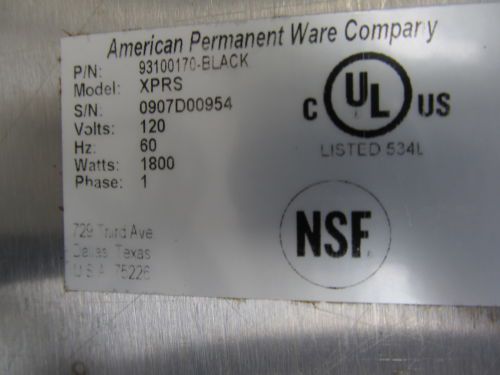 American Permanent Ware Company
P/N: 93100170-BLACK
Model: XPRS
S/N: 0907D00954
Volts: 120
Hz: 60
Watts: 1800
Phase: 1
C UL US
LISTED 534L
NSF
729 Third Ave
Dallas, Texas
U.S.A. 75226